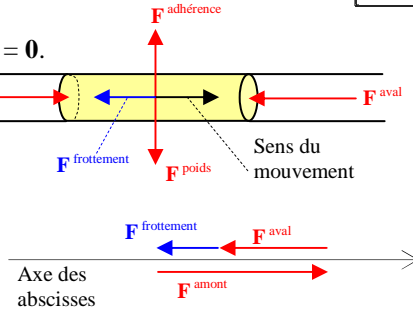 F adhérence
= 0.
F aval
Sens du
mouvement
F frottement
F poids
F frottement
F aval
Axe des
abscisses
F amont